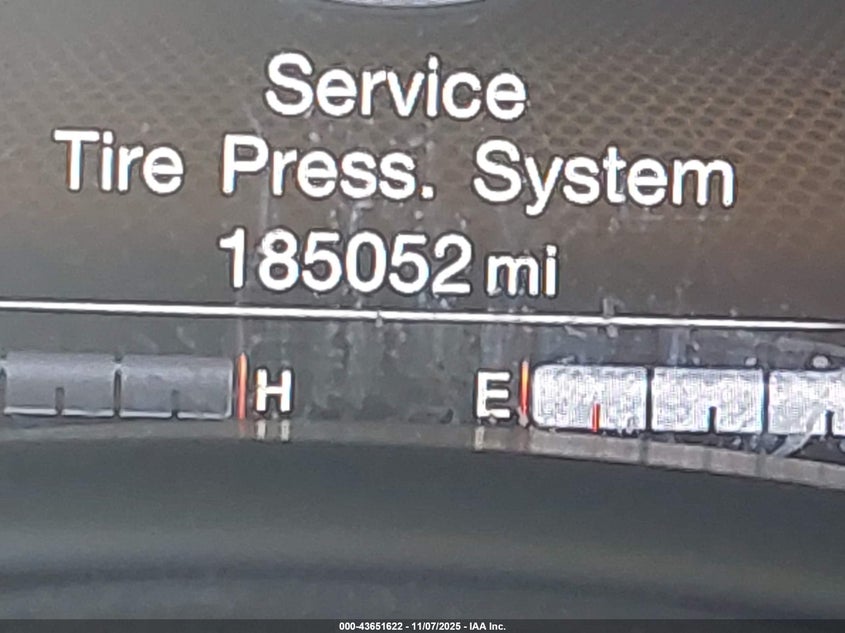 Service
Tire Press. System
185052 mi
H E
000-43651622 - 11/07/2025 - IAA Inc.